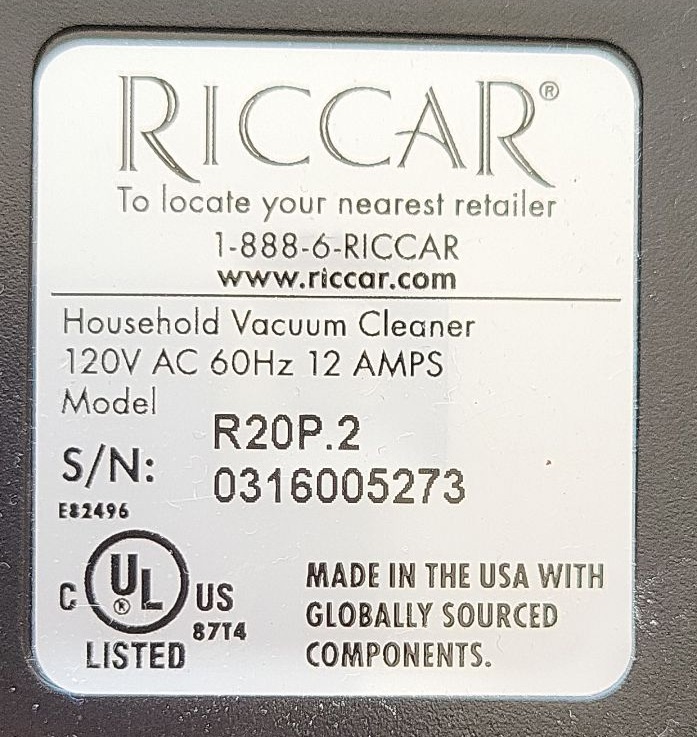 RICCAR®
To locate your nearest retailer
1-888-6-RICCAR
www.riccar.com
Household Vacuum Cleaner
120V AC 60Hz 12 AMPS
Model R20P.2
S/N: 0316005273
E82496
C UL® US
87T4
LISTED
MADE IN THE USA WITH
GLOBALLY SOURCED
COMPONENTS.